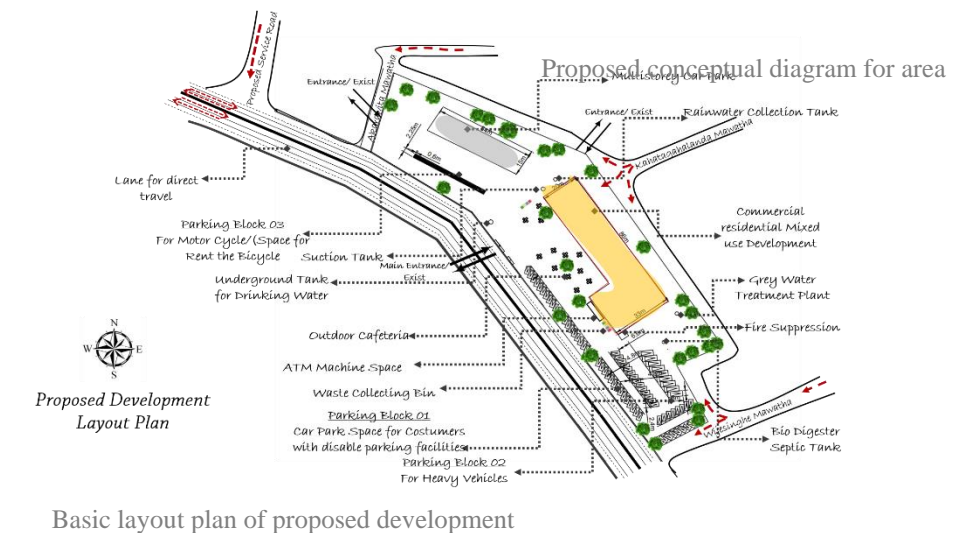 Proposed conceptual diagram for area
Multistorey Car Park
Proposed Service Road
Entrance/ Exist
Mawatha
Entrance/ Exist
Rainwater Collection Tank
Kahatagahalanda Mawatha
Lane for direct
travel
2.25m
0.6m
Parking Block 03
For Motor Cycle/(Space for
Rent the Bicycle
Suction Tank
Main Entrance/
Exist
Underground Tank
for Drinking Water
Commercial
residential Mixed
use Development
Grey Water
Treatment Plant
Outdoor Cafeteria
Fire Suppression
ATM Machine Space
Waste Collecting Bin
N
W E
S
Proposed Development
Layout Plan
Parking Block 01
Car Park Space for Costumers
with disable parking facilities
Parking Block 02
For Heavy Vehicles
Wijesinghe Mawatha
Bio Digester
Septic Tank
Basic layout plan of proposed development